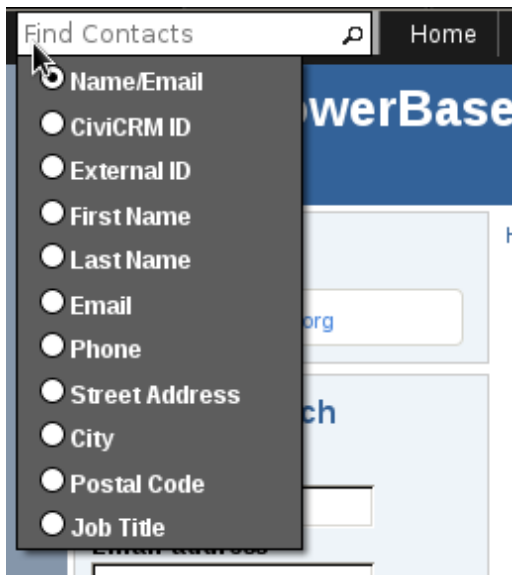 Find Contacts
Home
Name/Email
CiviCRM ID
External ID
First Name
Last Name
Email
Phone
Street Address
City
Postal Code
Job Title
werBase
org
ch